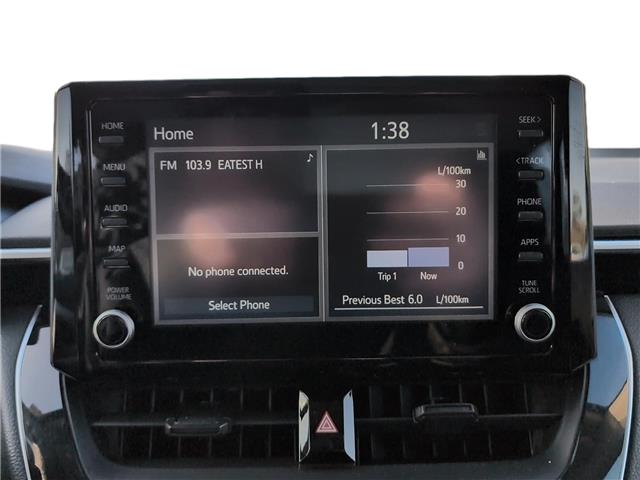 HOME
MENU
AUDIO
MAP
POWER
VOLUME
Home
1:38
FM 103.9 EATEST H
No phone connected.
Select Phone
L/100km
30
20
10
0
Trip 1 Now
Previous Best 6.0 L/100km
SEEK >
< TRACK
PHONE
APPS
TUNE
SCROLL